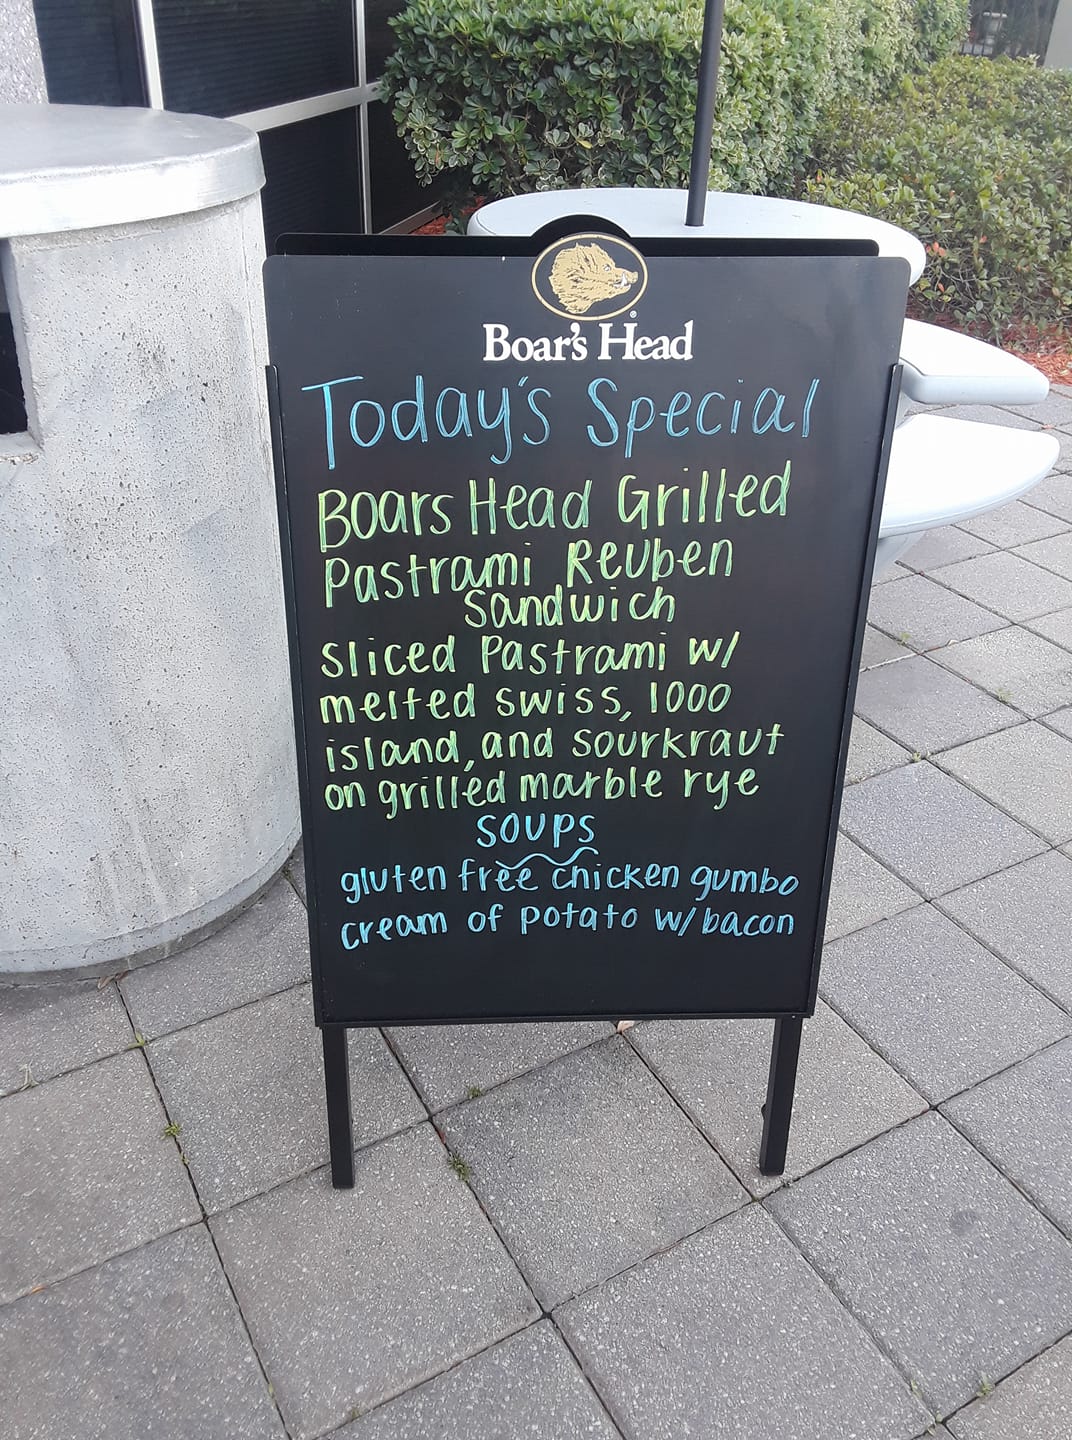 Boar's Head
Today's Special
Boars Head Grilled
Pastrami Reuben
Sandwich
Sliced Pastrami w/
melted swiss, 1000
island, and sourkraut
on grilled marble rye
soups
gluten free chicken gumbo
cream of potato w/ bacon